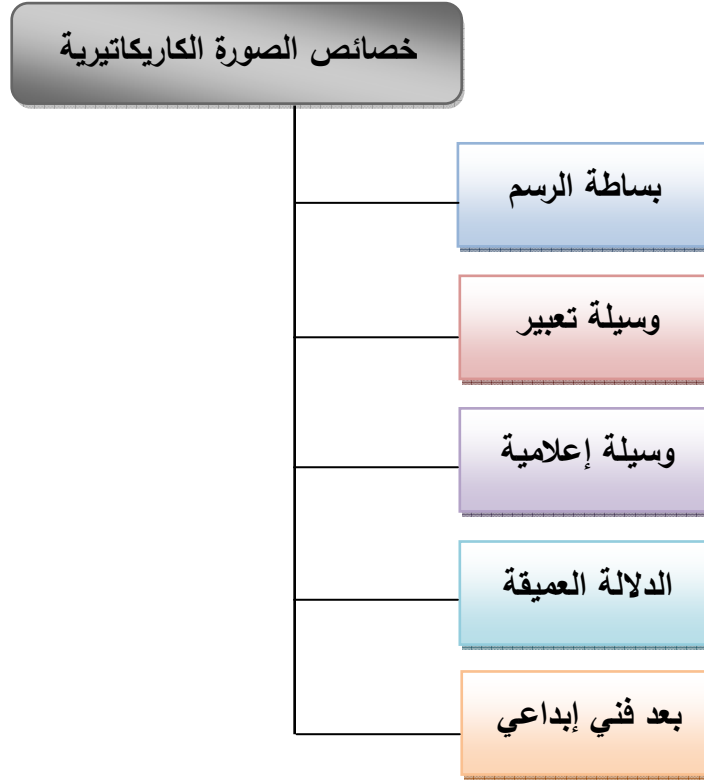 خصائص الصورة الكاريكاتيرية
بساطة الرسم
وسيلة تعبير
وسيلة إعلامية
الدلالة العميقة
بعد فني إبداعي